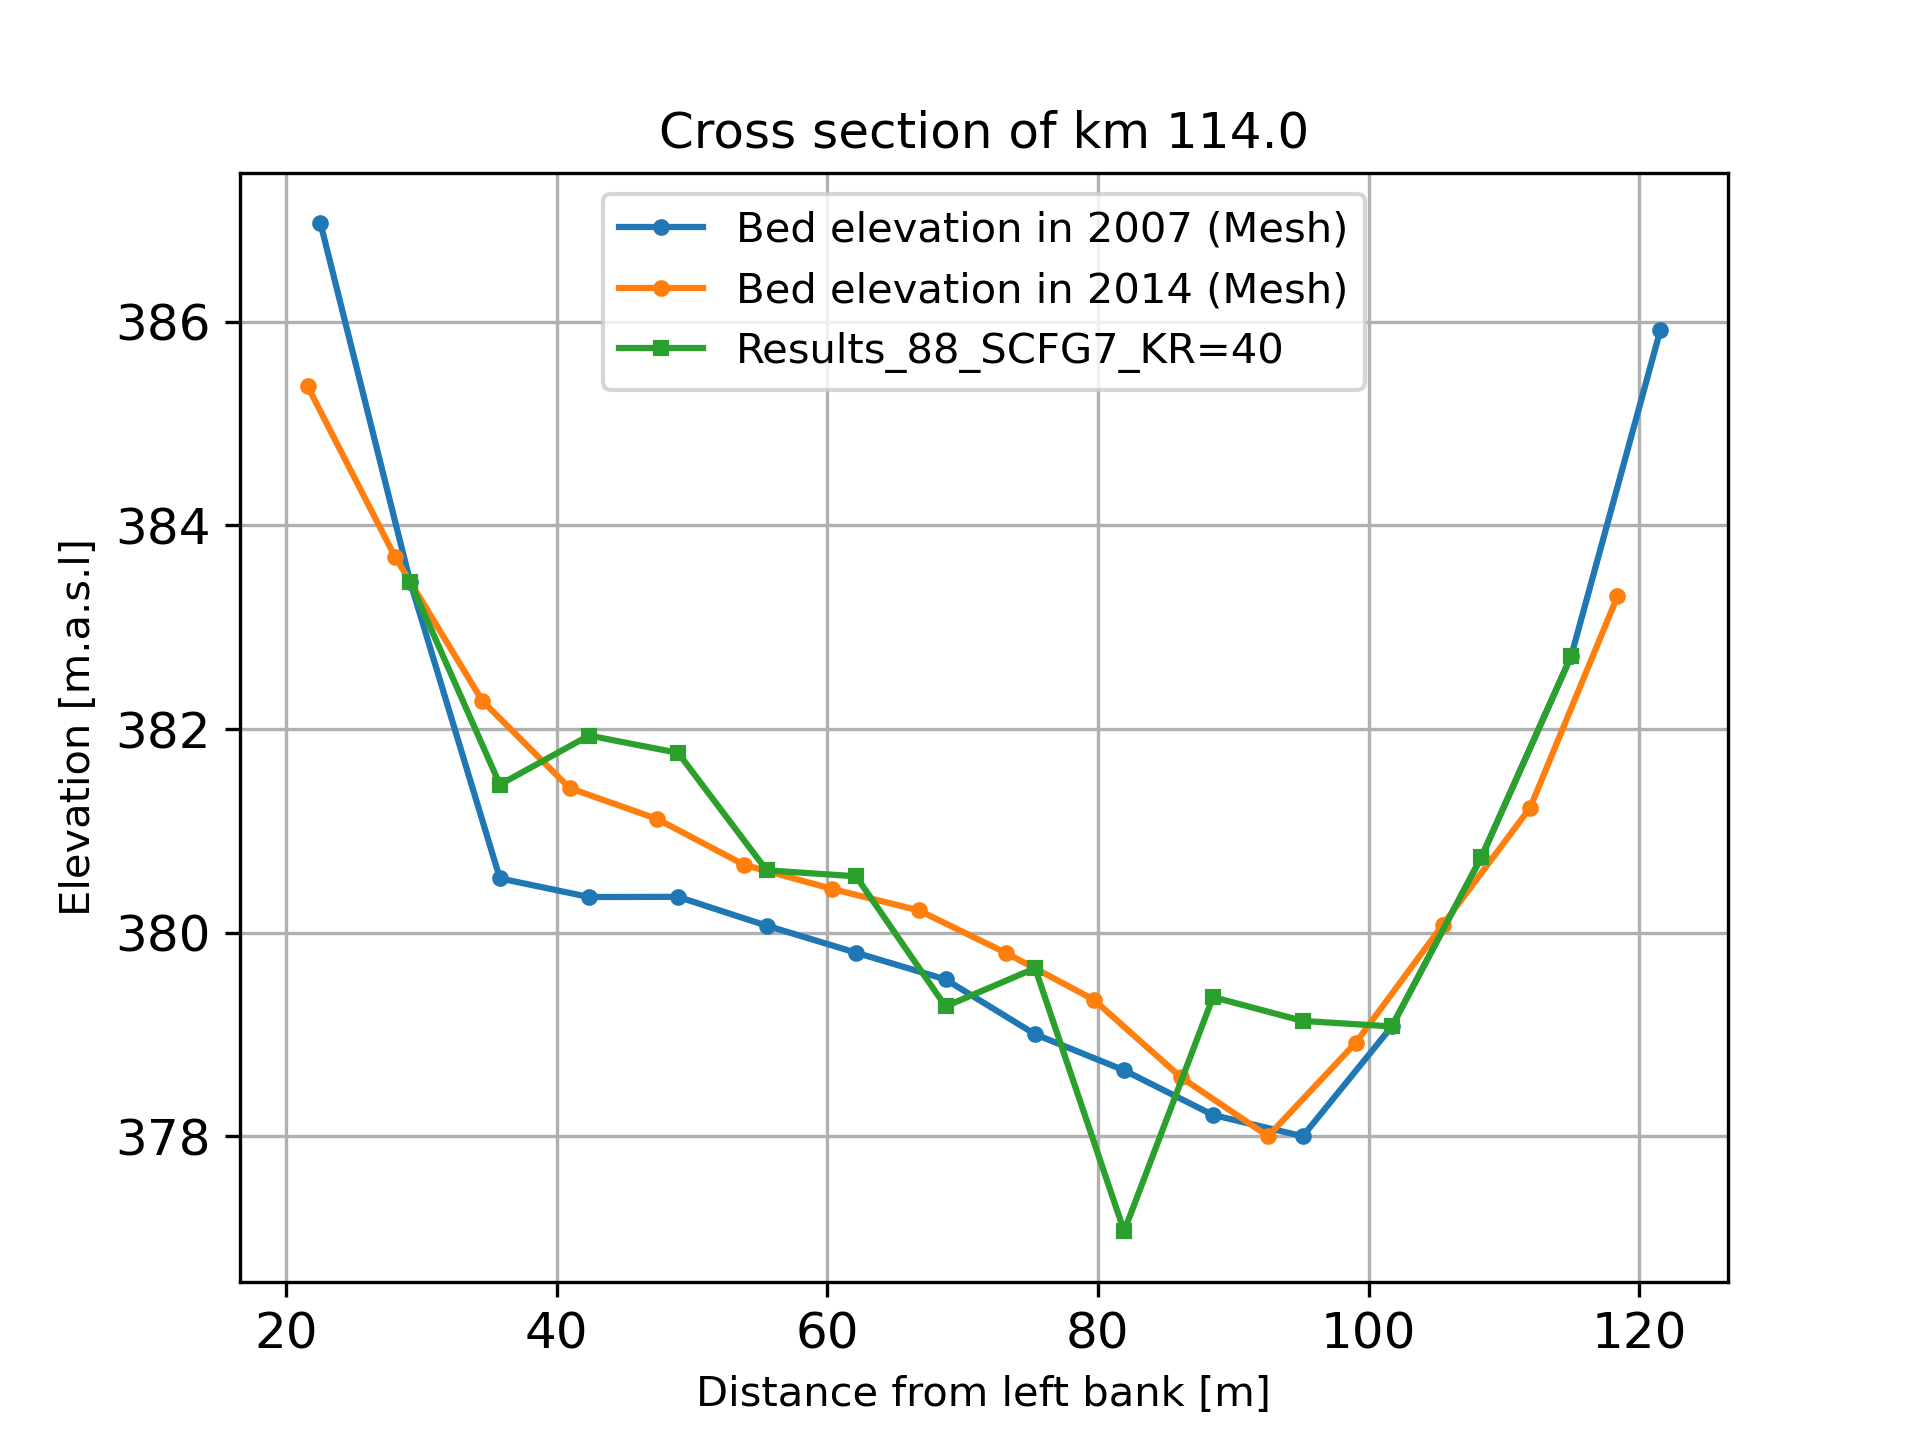 Cross section of km 114.0
Bed elevation in 2007 (Mesh)
Bed elevation in 2014 (Mesh)
Results_88_SCFG7_KR=40
386
384
382
380
378
Elevation [m.a.s.l]
20 40 60 80 100 120
Distance from left bank [m]